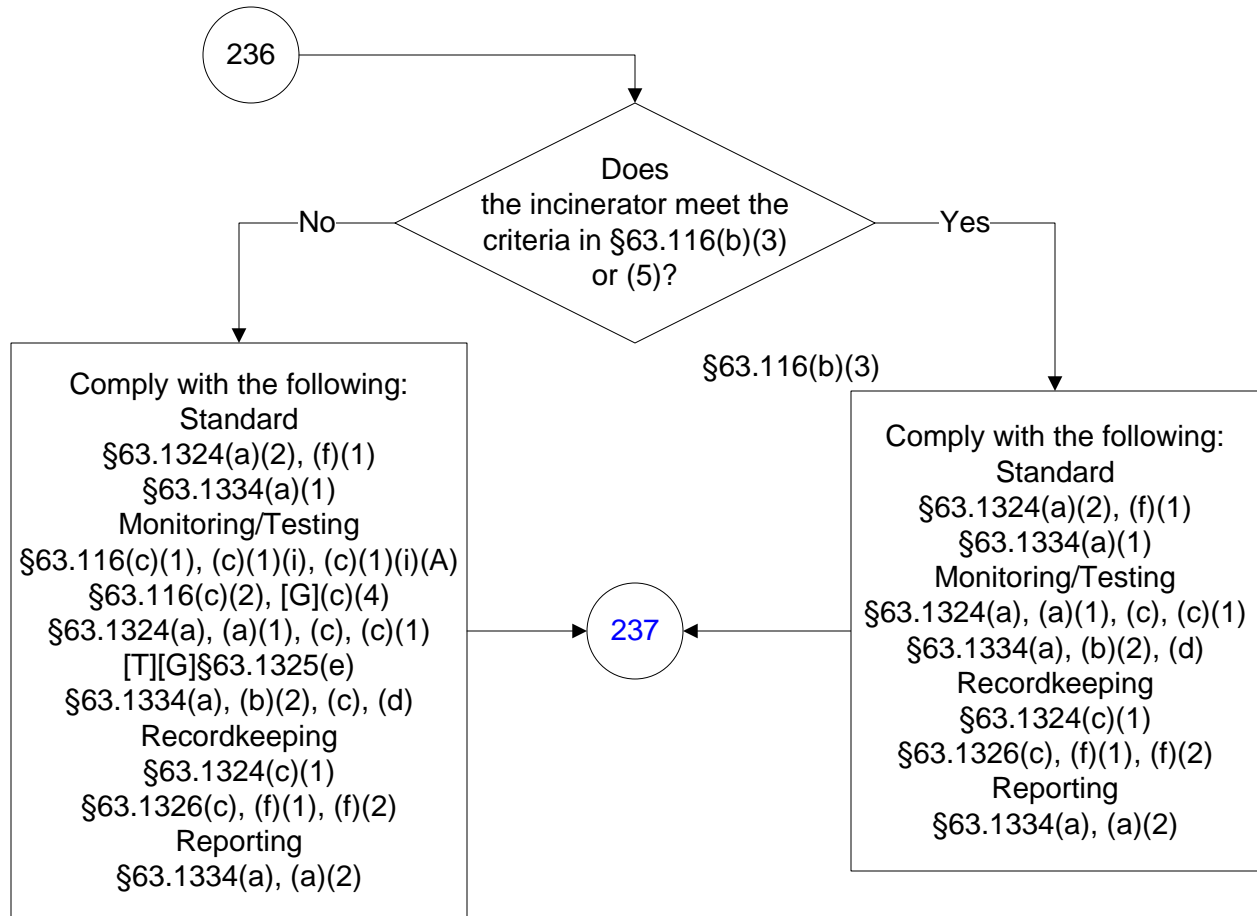 236
Does
the incinerator meet the
criteria in §63.116(b)(3)
or (5)?
No
Yes
§63.116(b)(3)
Comply with the following:
Standard
§63.1324(a)(2), (f)(1)
§63.1334(a)(1)
Monitoring/Testing
§63.116(c)(1), (c)(1)(i), (c)(1)(i)(A)
§63.116(c)(2), [G](c)(4)
§63.1324(a), (a)(1), (c), (c)(1)
[T][G]§63.1325(e)
§63.1334(a), (b)(2), (c), (d)
Recordkeeping
§63.1324(c)(1)
§63.1326(c), (f)(1), (f)(2)
Reporting
§63.1334(a), (a)(2)
237
Comply with the following:
Standard
§63.1324(a)(2), (f)(1)
§63.1334(a)(1)
Monitoring/Testing
§63.1324(a), (a)(1), (c), (c)(1)
§63.1334(a), (b)(2), (d)
Recordkeeping
§63.1324(c)(1)
§63.1326(c), (f)(1), (f)(2)
Reporting
§63.1334(a), (a)(2)